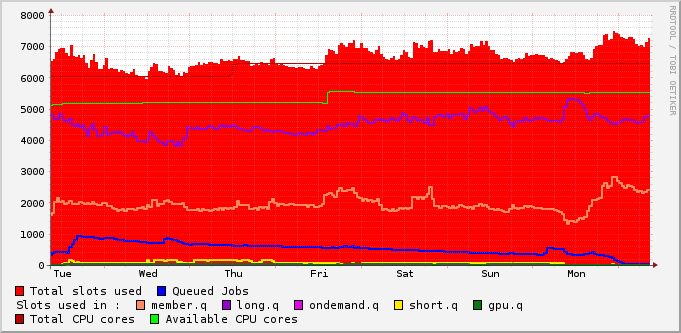 RRDTOOL / TOBI OETIKER
8000
7000
6000
5000
4000
3000
2000
1000
0
Tue Wed Thu Fri Sat Sun Mon
Total slots used Queued Jobs
Slots used in : member.q long.q ondemand.q short.q gpu.q
Total CPU cores Available CPU cores